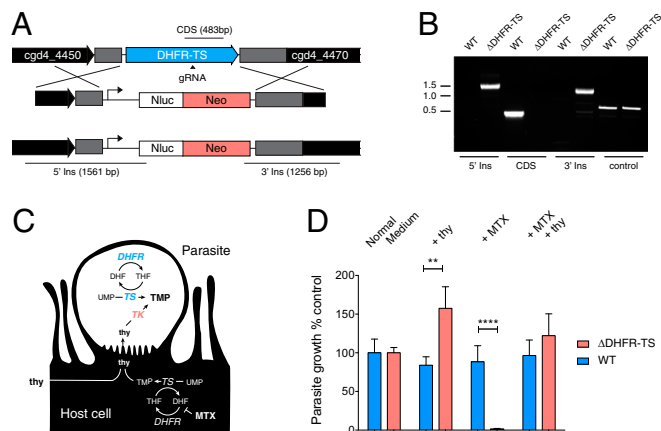 A
CDS (483bp)
cgd4_4450
DHFR-TS
cgd4_4470
gRNA
Nluc
Neo
Nluc
Neo
5' Ins (1561 bp)
3' Ins (1256 bp)
B
WT
ΔDHFR-TS
WT
ΔDHFR-TS
WT
ΔDHFR-TS
WT
ΔDHFR-TS
1.5
1.0
0.5
5' Ins
CDS
3' Ins
control
C
Parasite
DHFR
DHF
THF
UMP
TS
TMP
TK
thy
thy
thy
TMP
TS
UMP
THF
DHF
MTX
DHFR
Host cell
D
Normal
Medium
+ thy
+ MTX
+ MTX
+ thy
Parasite growth % control
200
150
100
50
0
**
****
ΔDHFR-TS
WT